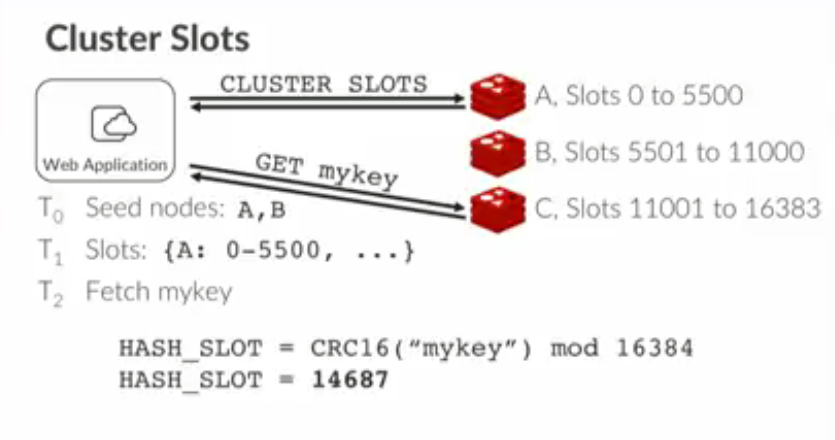 Cluster Slots
CLUSTER SLOTS
A, Slots 0 to 5500
Web Application
GET mykey
B, Slots 5501 to 11000
C, Slots 11001 to 16383
T₀ Seed nodes: A,B
T₁ Slots: {A: 0-5500, ...}
T₂ Fetch mykey
HASH_SLOT = CRC16(“mykey”) mod 16384
HASH_SLOT = 14687